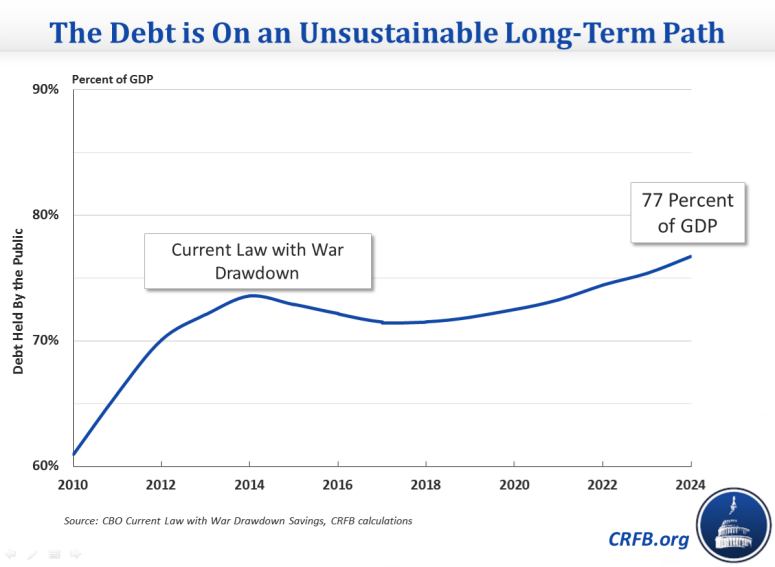 The Debt is On an Unsustainable Long-Term Path
Percent of GDP
90%
80%
70%
60%
Debt Held By the Public
Current Law with War
Drawdown
77 Percent
of GDP
2010 2012 2014 2016 2018 2020 2022 2024
Source: CBO Current Law with War Drawdown Savings, CRFB calculations
CRFB.org